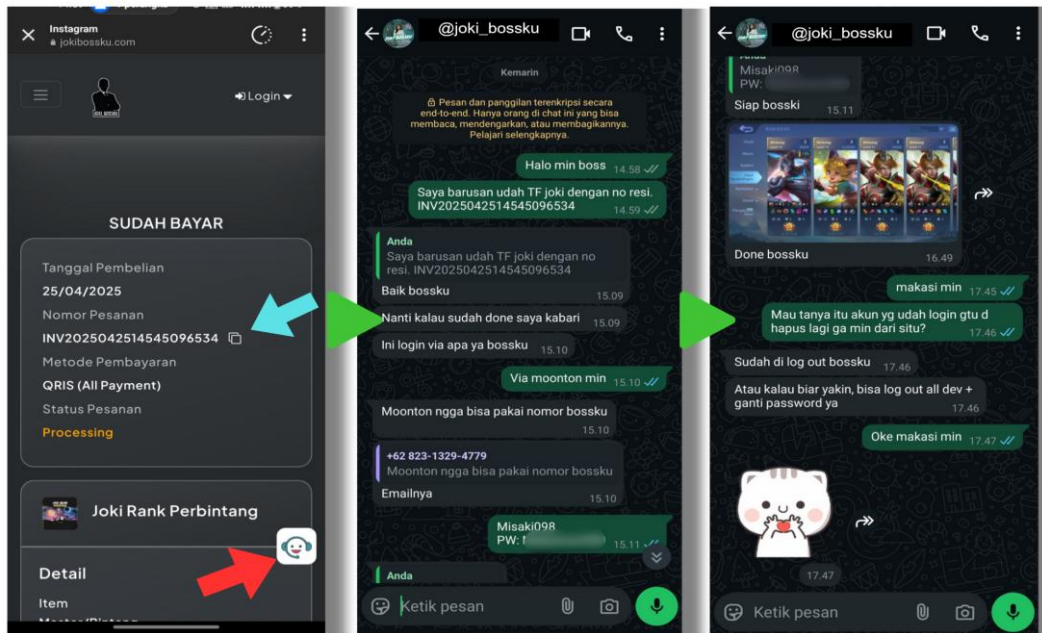 Instagram
jokibossku.com
Login
SUDAH BAYAR
Tanggal Pembelian
25/04/2025
Nomor Pesanan
INV2025042514545096534
Metode Pembayaran
QRIS (All Payment)
Status Pesanan
Processing
Joki Rank Perbintang
Detail
Item
@joki_bossku
Kemarin
Pesan dan panggilan terenkripsi secara
end-to-end. Hanya orang di chat ini yang bisa
membaca, mendengarkan, atau membagikannya.
Pelajari selengkapnya.
Halo min boss 14.58
Saya barusan udah TF joki dengan no resi.
INV2025042514545096534 14.59
Anda
Saya barusan udah TF joki dengan no
resi. INV2025042514545096534
Baik bossku 15.09
Nanti kalau sudah done saya kabari 15.09
Ini login via apa ya bossku 15.10
Via moonton min 15.10
Moonton ngga bisa pakai nomor bossku
15.10
+62 823-1329-4779
Moonton ngga bisa pakai nomor bossku
Emailnya 15.10
Misaki098
PW: 15.11
Anda
Ketik pesan
@joki_bossku
Anda
Misaki098
PW:
Siap bosski 15.11
Done bossku 16.49
makasi min 17.45
Mau tanya itu akun yg udah login gtu d
hapus lagi ga min dari situ? 17.46
Sudah di log out bossku 17.46
Atau kalau biar yakin, bisa log out all dev +
ganti password ya 17.46
Oke makasi min 17.47
17.47
Ketik pesan